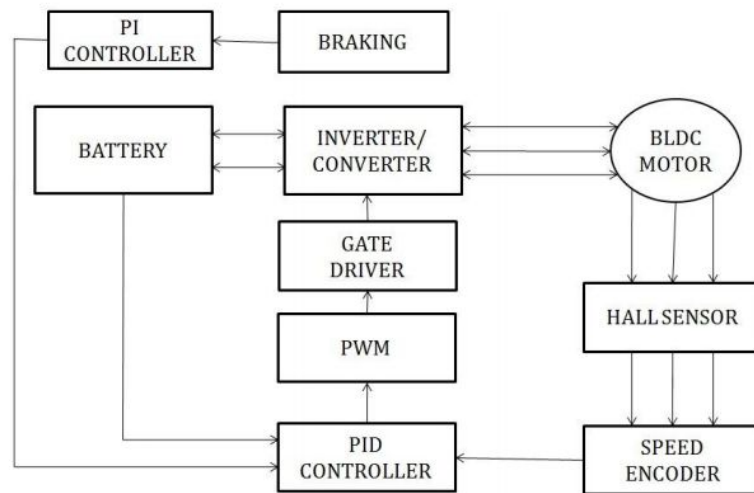 PI
CONTROLLER
BRAKING
BATTERY
INVERTER/
CONVERTER
BLDC
MOTOR
GATE
DRIVER
HALL SENSOR
PWM
PID
CONTROLLER
SPEED
ENCODER